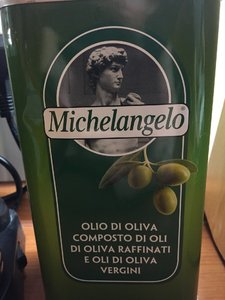 Michelangelo®
OLIO DI OLIVA
COMPOSTO DI OLI
DI OLIVA RAFFINATI
E OLI DI OLIVA
VERGINI